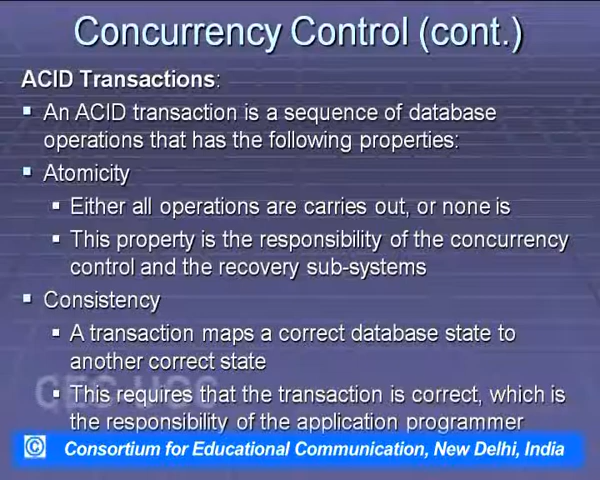 Concurrency Control (cont.)
ACID Transactions:
▪ An ACID transaction is a sequence of database
operations that has the following properties:
▪ Atomicity
▪ Either all operations are carries out, or none is
▪ This property is the responsibility of the concurrency
control and the recovery sub-systems
▪ Consistency
▪ A transaction maps a correct database state to
another correct state
▪ This requires that the transaction is correct, which is
the responsibility of the application programmer
© Consortium for Educational Communication, New Delhi, India